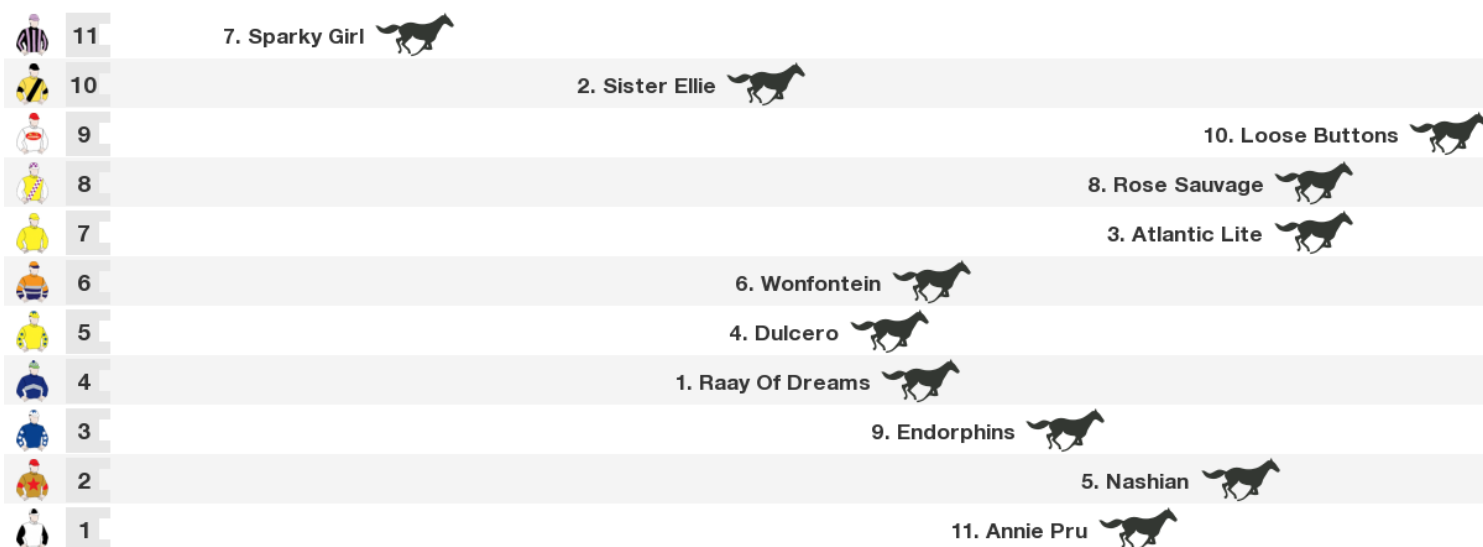 11 7. Sparky Girl
10 2. Sister Ellie
9 10. Loose Buttons
8 8. Rose Sauvage
7 3. Atlantic Lite
6 6. Wonfontein
5 4. Dulcero
4 1. Raay Of Dreams
3 9. Endorphins
2 5. Nashian
1 11. Annie Pru